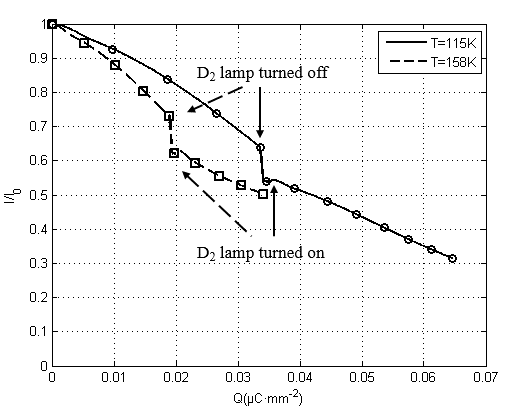 T=115K
T=158K
D₂ lamp turned off
D₂ lamp turned on
I/I₀
1
0.9
0.8
0.7
0.6
0.5
0.4
0.3
0.2
0.1
0
0 0.01 0.02 0.03 0.04 0.05 0.06 0.07
Q(μC·mm⁻²)